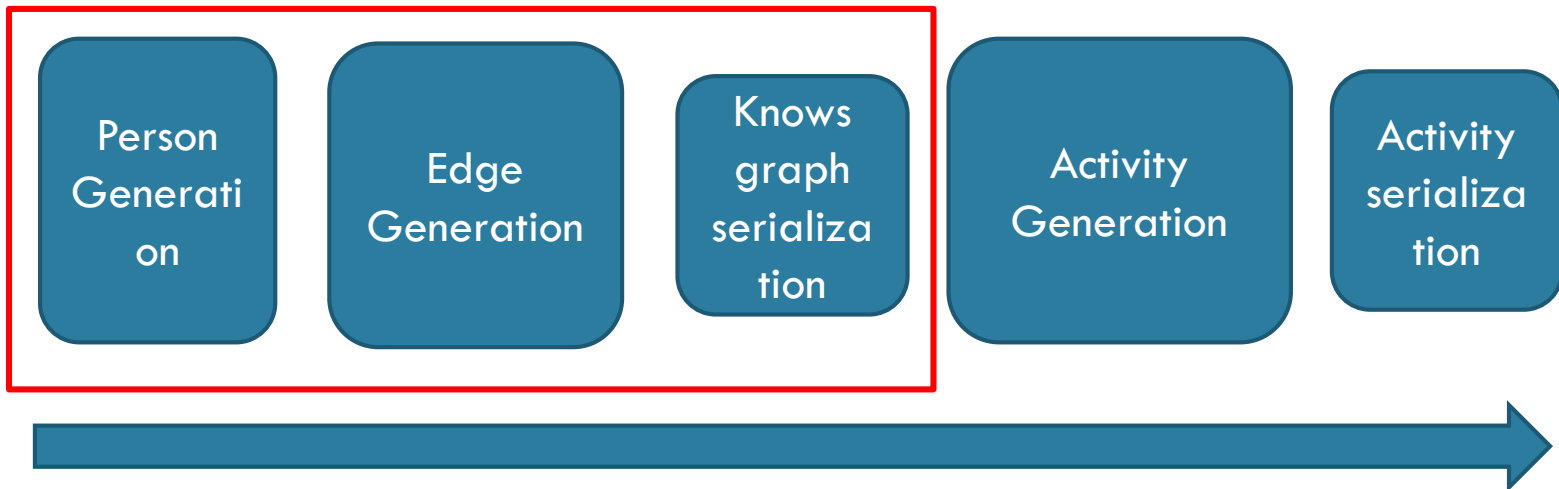 Person
Generati
on
Edge
Generation
Knows
graph
serializa
tion
Activity
Generation
Activity
serializa
tion